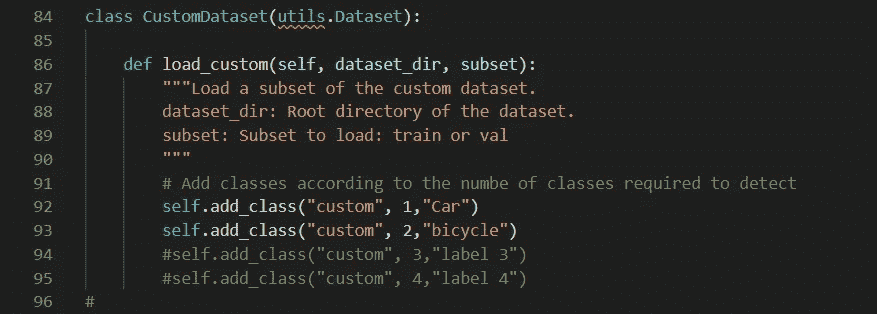 84 class CustomDataset(utils.Dataset):
85
86     def load_custom(self, dataset_dir, subset):
87         """Load a subset of the custom dataset.
88         dataset_dir: Root directory of the dataset.
89         subset: Subset to load: train or val
90         """
91         # Add classes according to the numbe of classes required to detect
92         self.add_class("custom", 1,"Car")
93         self.add_class("custom", 2,"bicycle")
94         #self.add_class("custom", 3,"label 3")
95         #self.add_class("custom", 4,"label 4")
96 #